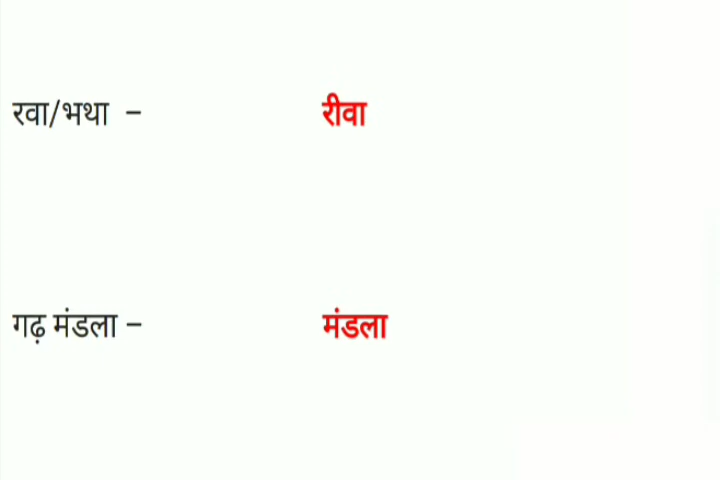 रवा/भथा – रीवा
गढ़ मंडला – मंडला